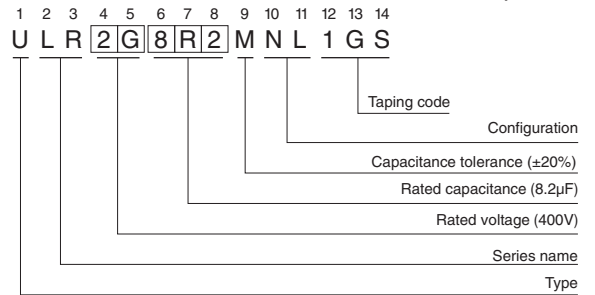 1 2 3 4 5 6 7 8 9 10 11 12 13 14
U L R 2 G 8 R 2 M N L 1 G S
Taping code
Configuration
Capacitance tolerance (±20%)
Rated capacitance (8.2µF)
Rated voltage (400V)
Series name
Type